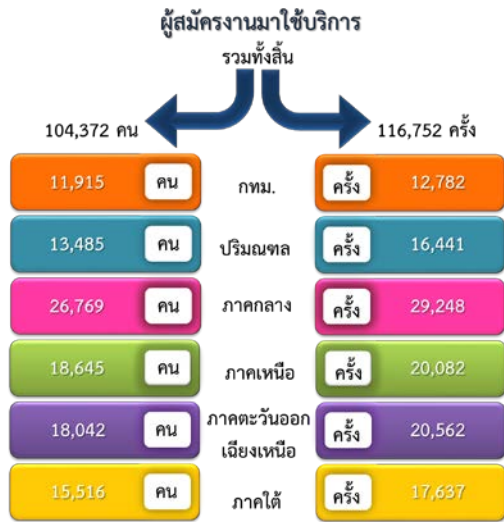 ผู้สมัครงานมาใช้บริการ
รวมทั้งสิ้น
104,372 คน 116,752 ครั้ง
11,915 คน กทม. ครั้ง 12,782
13,485 คน ปริมณฑล ครั้ง 16,441
26,769 คน ภาคกลาง ครั้ง 29,248
18,645 คน ภาคเหนือ ครั้ง 20,082
18,042 คน ภาคตะวันออก ครั้ง 20,562
เฉียงเหนือ
15,516 คน ภาคใต้ ครั้ง 17,637